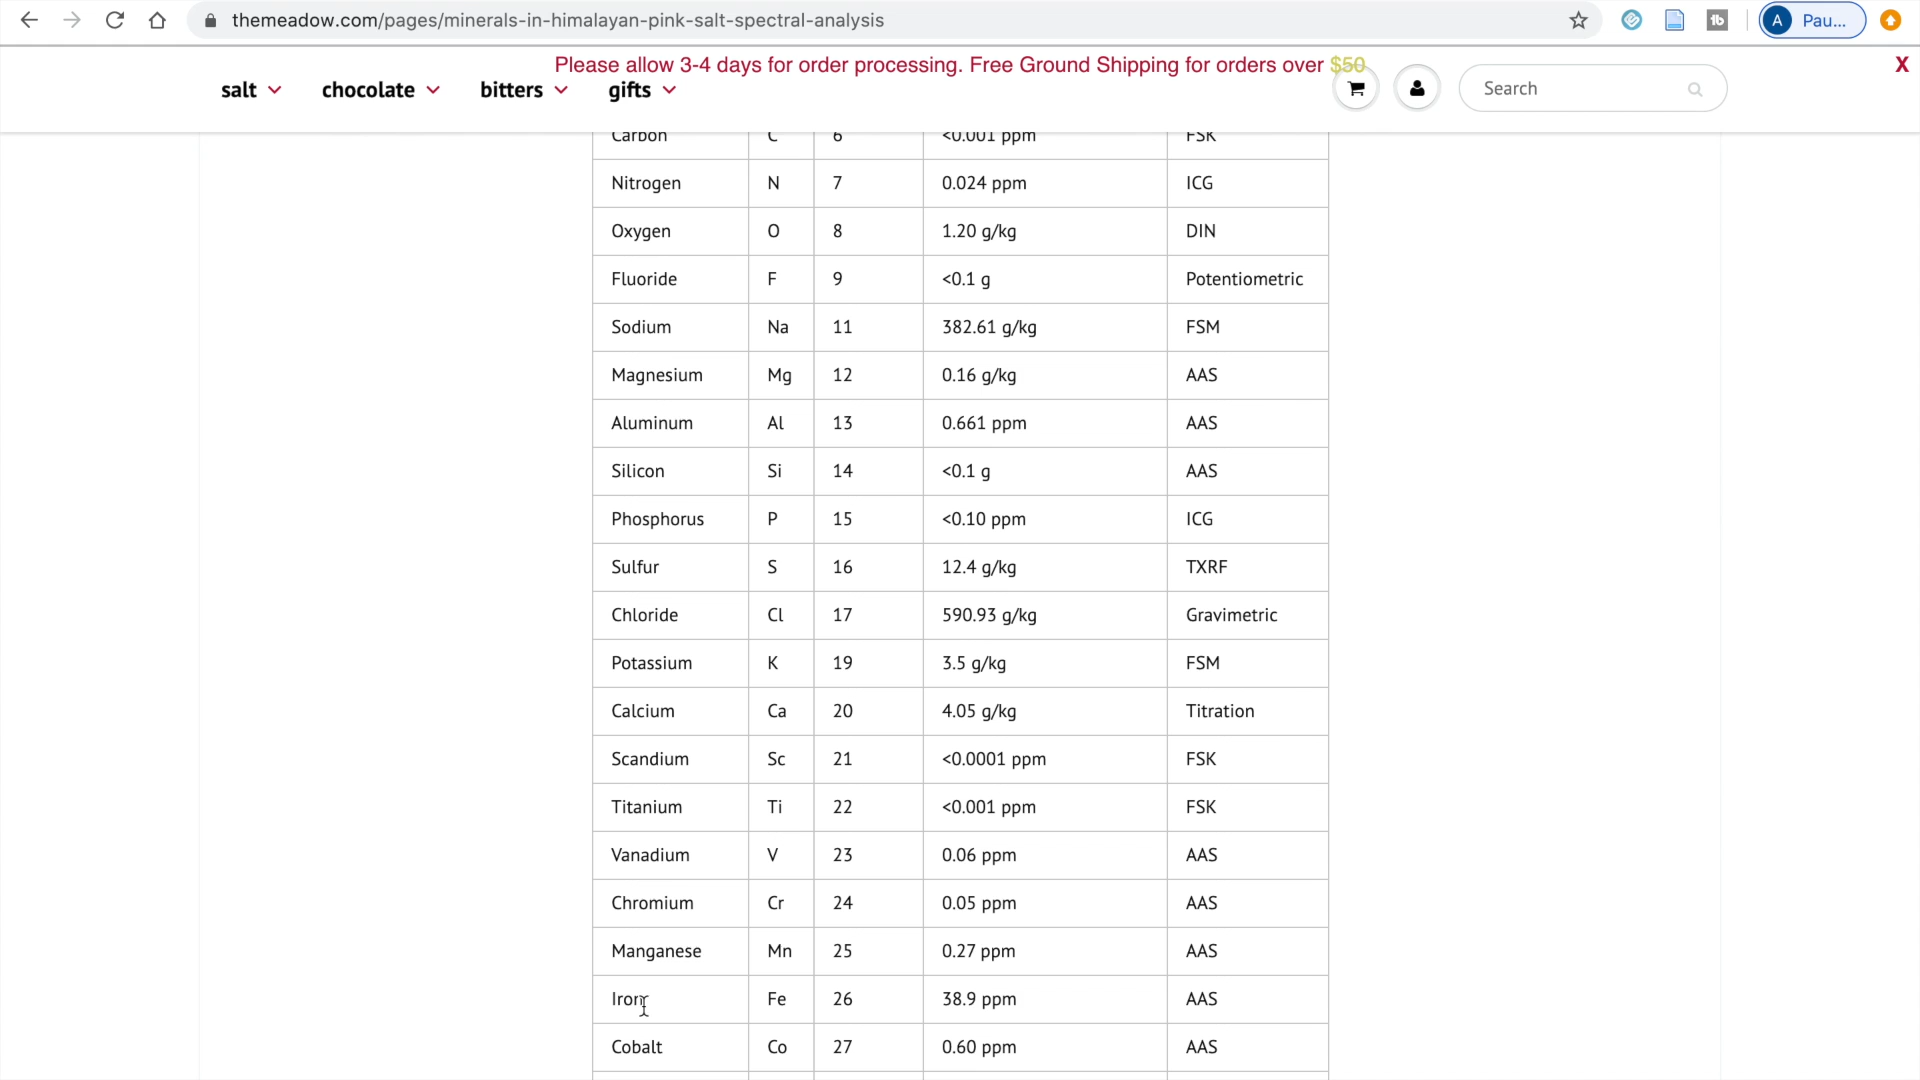 themeadow.com/pages/minerals-in-himalayan-pink-salt-spectral-analysis
A Pau...
Please allow 3-4 days for order processing. Free Ground Shipping for orders over $50
X
salt chocolate bitters gifts Search
Carbon C 6 <0.001 ppm FSK
Nitrogen N 7 0.024 ppm ICG
Oxygen O 8 1.20 g/kg DIN
Fluoride F 9 <0.1 g Potentiometric
Sodium Na 11 382.61 g/kg FSM
Magnesium Mg 12 0.16 g/kg AAS
Aluminum Al 13 0.661 ppm AAS
Silicon Si 14 <0.1 g AAS
Phosphorus P 15 <0.10 ppm ICG
Sulfur S 16 12.4 g/kg TXRF
Chloride Cl 17 590.93 g/kg Gravimetric
Potassium K 19 3.5 g/kg FSM
Calcium Ca 20 4.05 g/kg Titration
Scandium Sc 21 <0.0001 ppm FSK
Titanium Ti 22 <0.001 ppm FSK
Vanadium V 23 0.06 ppm AAS
Chromium Cr 24 0.05 ppm AAS
Manganese Mn 25 0.27 ppm AAS
Iron Fe 26 38.9 ppm AAS
Cobalt Co 27 0.60 ppm AAS